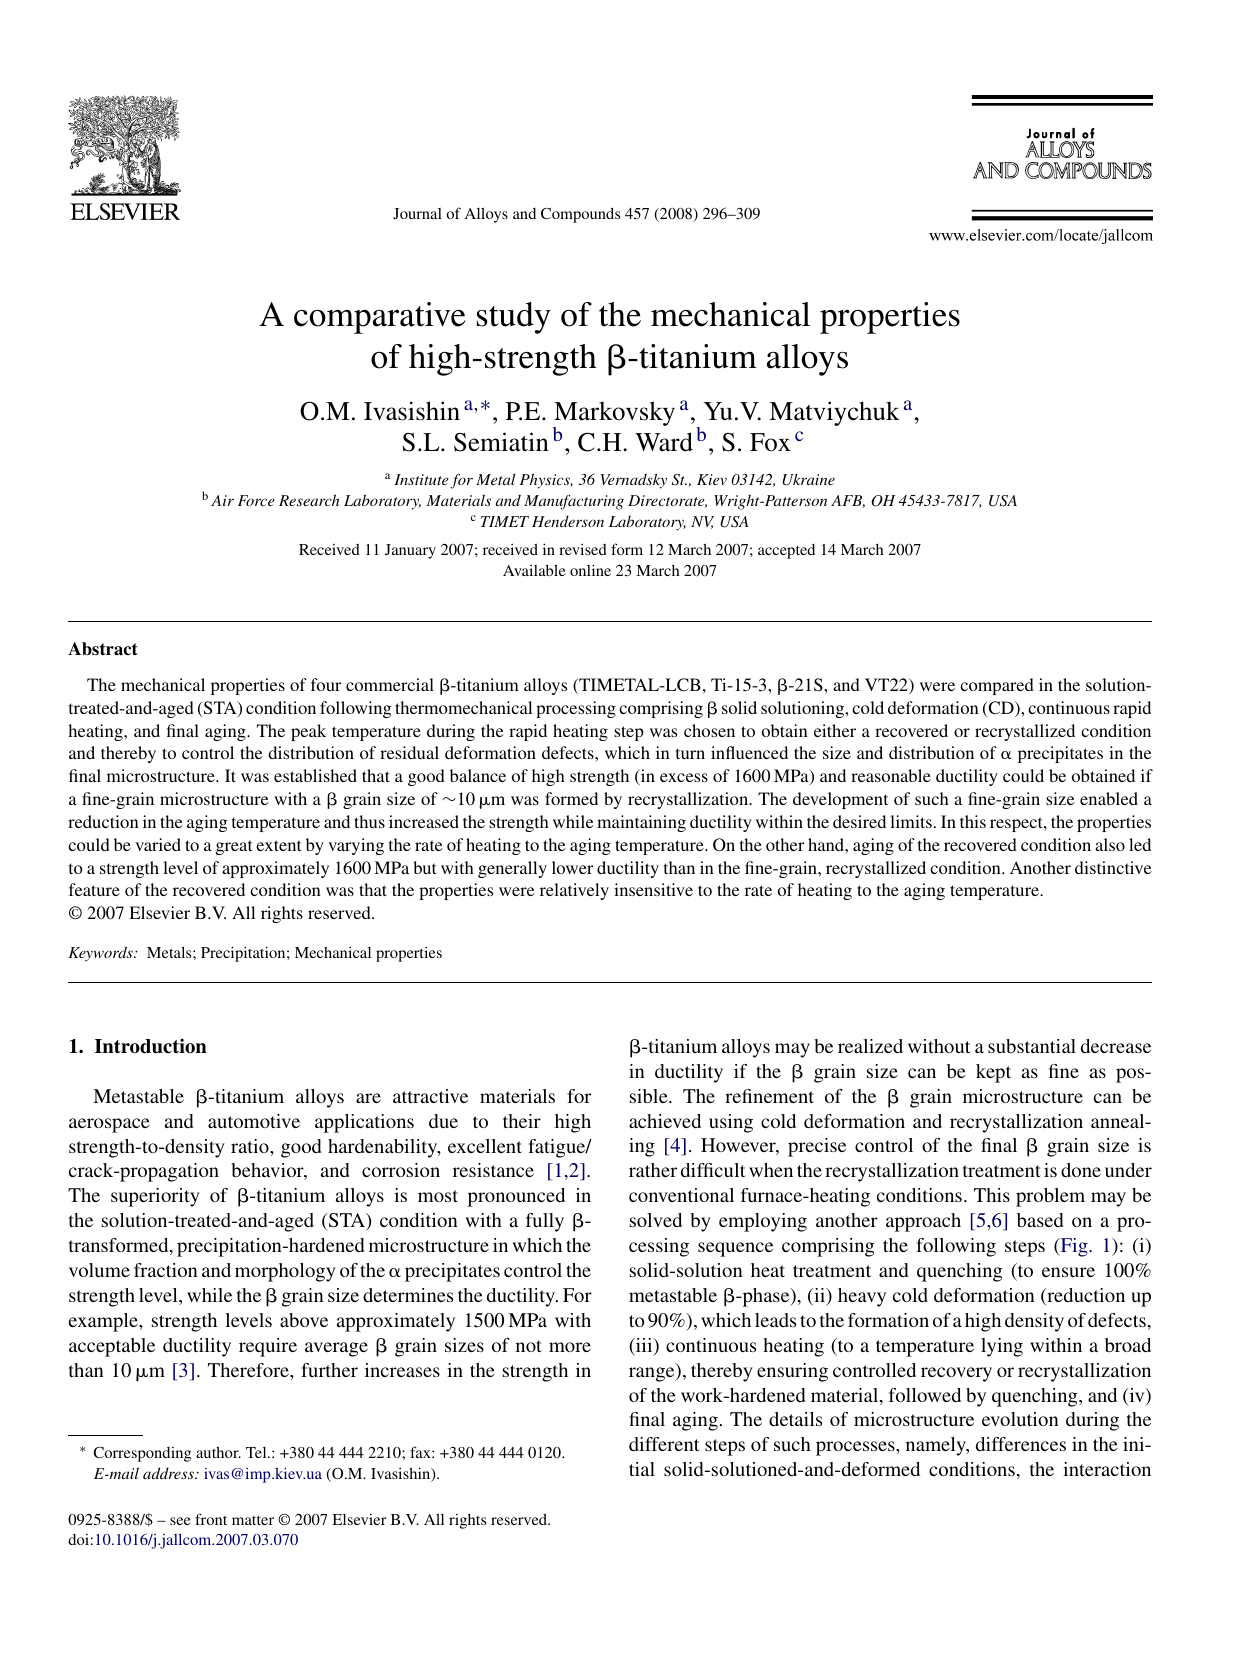 ELSEVIER
Journal of Alloys and Compounds 457 (2008) 296–309
Journal of
ALLOYS
AND COMPOUNDS
www.elsevier.com/locate/jallcom
A comparative study of the mechanical properties
of high-strength β-titanium alloys
O.M. Ivasishin a,∗, P.E. Markovsky a, Yu.V. Matviychuk a,
S.L. Semiatin b, C.H. Ward b, S. Fox c
a Institute for Metal Physics, 36 Vernadsky St., Kiev 03142, Ukraine
b Air Force Research Laboratory, Materials and Manufacturing Directorate, Wright-Patterson AFB, OH 45433-7817, USA
c TIMET Henderson Laboratory, NV, USA
Received 11 January 2007; received in revised form 12 March 2007; accepted 14 March 2007
Available online 23 March 2007
Abstract
The mechanical properties of four commercial β-titanium alloys (TIMETAL-LCB, Ti-15-3, β-21S, and VT22) were compared in the solution-
treated-and-aged (STA) condition following thermomechanical processing comprising β solid solutioning, cold deformation (CD), continuous rapid
heating, and final aging. The peak temperature during the rapid heating step was chosen to obtain either a recovered or recrystallized condition
and thereby to control the distribution of residual deformation defects, which in turn influenced the size and distribution of α precipitates in the
final microstructure. It was established that a good balance of high strength (in excess of 1600 MPa) and reasonable ductility could be obtained if
a fine-grain microstructure with a β grain size of ∼10 μm was formed by recrystallization. The development of such a fine-grain size enabled a
reduction in the aging temperature and thus increased the strength while maintaining ductility within the desired limits. In this respect, the properties
could be varied to a great extent by varying the rate of heating to the aging temperature. On the other hand, aging of the recovered condition also led
to a strength level of approximately 1600 MPa but with generally lower ductility than in the fine-grain, recrystallized condition. Another distinctive
feature of the recovered condition was that the properties were relatively insensitive to the rate of heating to the aging temperature.
© 2007 Elsevier B.V. All rights reserved.
Keywords: Metals; Precipitation; Mechanical properties
1. Introduction
Metastable β-titanium alloys are attractive materials for
aerospace and automotive applications due to their high
strength-to-density ratio, good hardenability, excellent fatigue/
crack-propagation behavior, and corrosion resistance [1,2].
The superiority of β-titanium alloys is most pronounced in
the solution-treated-and-aged (STA) condition with a fully β-
transformed, precipitation-hardened microstructure in which the
volume fraction and morphology of the α precipitates control the
strength level, while the β grain size determines the ductility. For
example, strength levels above approximately 1500 MPa with
acceptable ductility require average β grain sizes of not more
than 10 μm [3]. Therefore, further increases in the strength in
∗ Corresponding author. Tel.: +380 44 444 2210; fax: +380 44 444 0120.
E-mail address: ivas@imp.kiev.ua (O.M. Ivasishin).
β-titanium alloys may be realized without a substantial decrease
in ductility if the β grain size can be kept as fine as pos-
sible. The refinement of the β grain microstructure can be
achieved using cold deformation and recrystallization anneal-
ing [4]. However, precise control of the final β grain size is
rather difficult when the recrystallization treatment is done under
conventional furnace-heating conditions. This problem may be
solved by employing another approach [5,6] based on a pro-
cessing sequence comprising the following steps (Fig. 1): (i)
solid-solution heat treatment and quenching (to ensure 100%
metastable β-phase), (ii) heavy cold deformation (reduction up
to 90%), which leads to the formation of a high density of defects,
(iii) continuous heating (to a temperature lying within a broad
range), thereby ensuring controlled recovery or recrystallization
of the work-hardened material, followed by quenching, and (iv)
final aging. The details of microstructure evolution during the
different steps of such processes, namely, differences in the ini-
tial solid-solutioned-and-deformed conditions, the interaction
0925-8388/$ – see front matter © 2007 Elsevier B.V. All rights reserved.
doi:10.1016/j.jallcom.2007.03.070